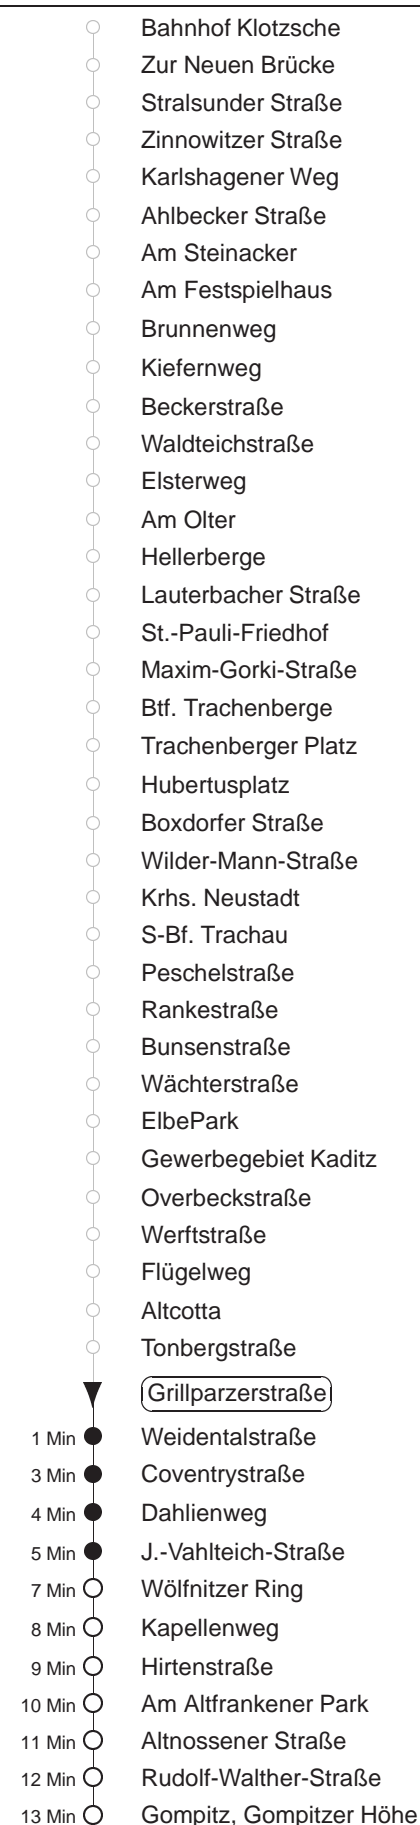 Bahnhof Klotzsche
Zur Neuen Brücke
Stralsunder Straße
Zinnowitzer Straße
Karlshagener Weg
Ahlbecker Straße
Am Steinacker
Am Festspielhaus
Brunnenweg
Kiefernweg
Beckerstraße
Waldteichstraße
Elsterweg
Am Olter
Hellerberge
Lauterbacher Straße
St.-Pauli-Friedhof
Maxim-Gorki-Straße
Btf. Trachenberge
Trachenberger Platz
Hubertusplatz
Boxdorfer Straße
Wilder-Mann-Straße
Krhs. Neustadt
S-Bf. Trachau
Peschelstraße
Rankestraße
Bunsenstraße
Wächterstraße
ElbePark
Gewerbegebiet Kaditz
Overbeckstraße
Werftstraße
Flügelweg
Altcotta
Tonbergstraße
Grillparzerstraße
1 Min Weidentalstraße
3 Min Coventrystraße
4 Min Dahlienweg
5 Min J.-Vahlteich-Straße
7 Min Wölfnitzer Ring
8 Min Kapellenweg
9 Min Hirtenstraße
10 Min Am Altfrankener Park
11 Min Altnossener Straße
12 Min Rudolf-Walther-Straße
13 Min Gompitz, Gompitzer Höhe